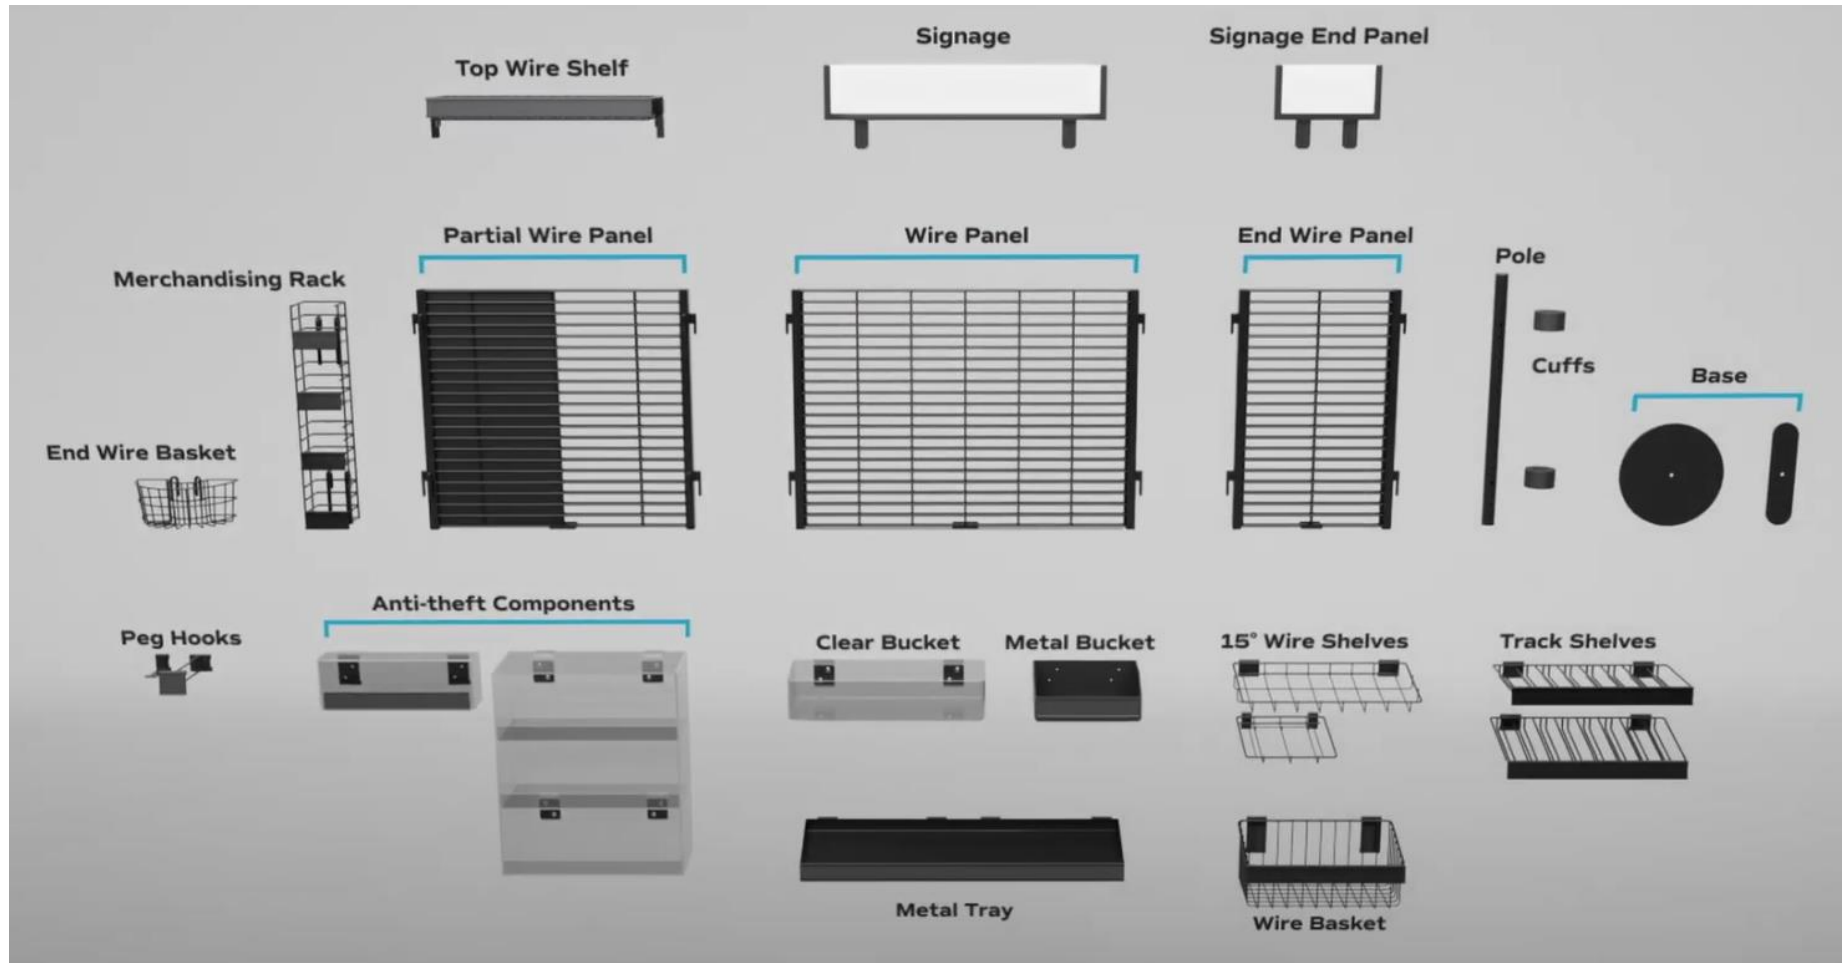 Signage
Signage End Panel
Top Wire Shelf
Partial Wire Panel
Wire Panel
End Wire Panel
Pole
Merchandising Rack
Cuffs
Base
End Wire Basket
Anti-theft Components
Peg Hooks
Clear Bucket
Metal Bucket
15° Wire Shelves
Track Shelves
Metal Tray
Wire Basket